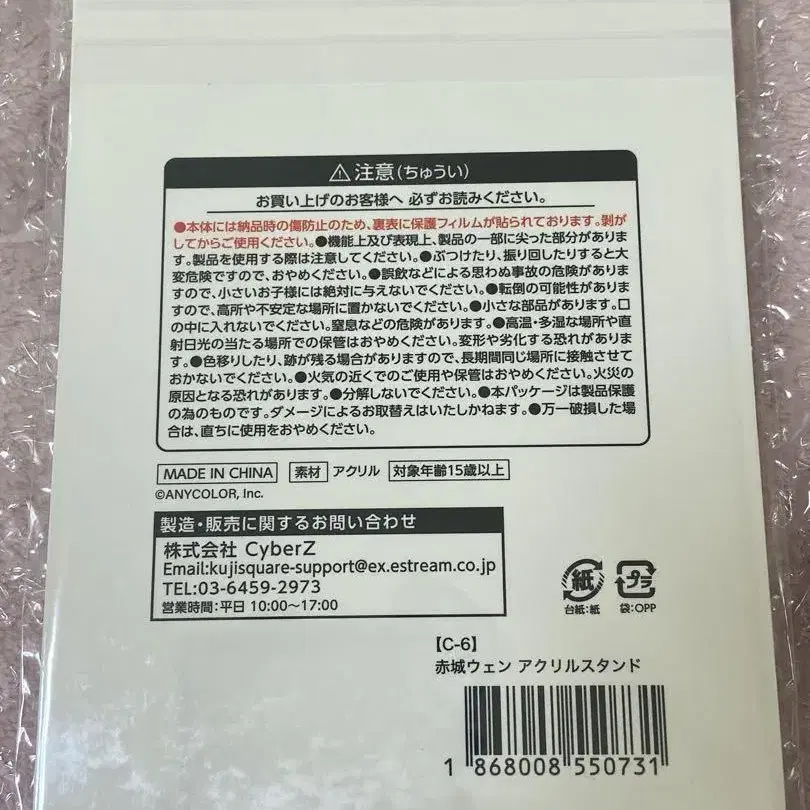 ⚠注意(ちゅうい)
お買い上げのお客様へ 必ずお読みください。
●本体には納品時の傷防止のため、裏表に保護フィルムが貼られております。剥が
してからご使用ください。●機能上及び表現上、製品の一部に尖った部分がありま
す。製品を使用する際は注意してください。●ぶつけたり、振り回したりすると大
変危険ですので、おやめください。●誤飲などによる思わぬ事故の危険がありま
すので、小さいお子様には絶対に与えないでください。●転倒の可能性がありま
すので、高所や不安定な場所に置かないでください。●小さな部品があります。口
の中に入れないでください。窒息などの危険があります。●高温・多湿な場所や直
射日光の当たる場所での保管はおやめください。変形や劣化する恐れがありま
す。●色移りしたり、跡が残る場合がありますので、長期間同じ場所に接触させて
おかないでください。●火気の近くでのご使用や保管はおやめください。火災の
原因となる恐れがあります。●分解しないでください。●本パッケージは製品保護
の為のものです。ダメージによるお取替えはいたしかねます。●万一破損した場
合は、直ちに使用をおやめください。
MADE IN CHINA 素材 アクリル 対象年齢15歳以上
©ANYCOLOR, Inc.
製造・販売に関するお問い合わせ
株式会社 CyberZ
Email:kujisquare-support@ex.estream.co.jp
TEL:03-6459-2973
営業時間:平日 10:00〜17:00
紙 プラ
台紙:紙 袋:OPP
【C-6】
赤城ウェン アクリルスタンド
1 868008 550731